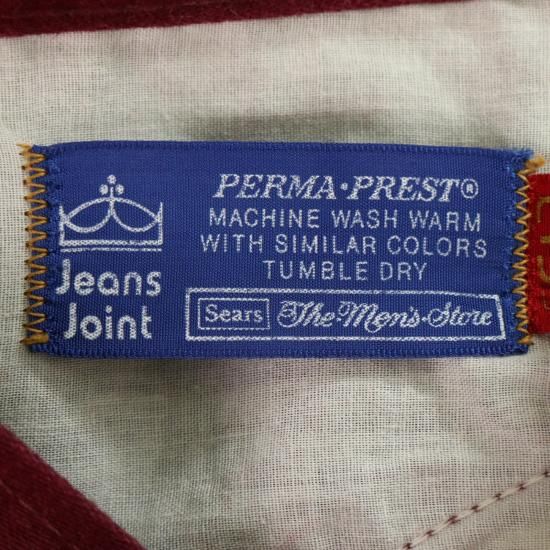 Jeans
Joint
PERMA·PREST®
MACHINE WASH WARM
WITH SIMILAR COLORS
TUMBLE DRY
Sears The Men's Store